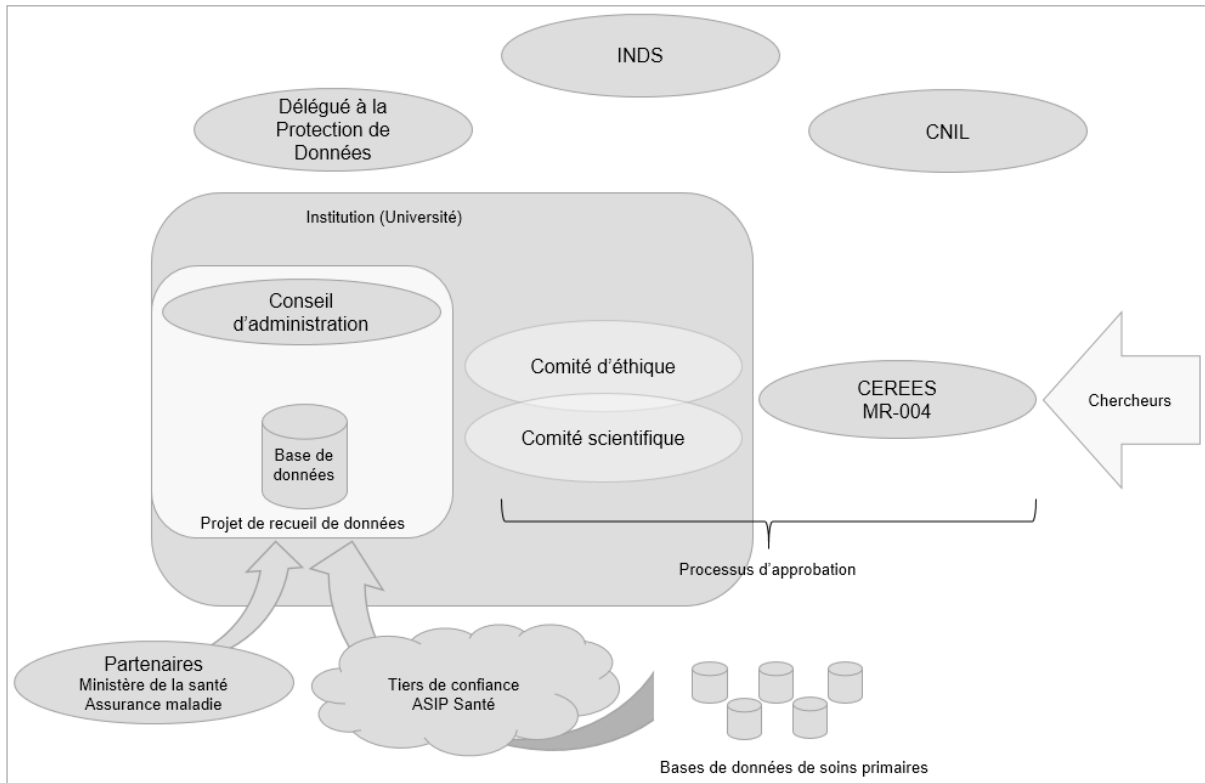 INDS
Délégué à la
Protection de
Données
CNIL
Institution (Université)
Conseil
d’administration
Comité d’éthique
Comité scientifique
CEREES
MR-004
Chercheurs
Base de
données
Projet de recueil de données
Processus d’approbation
Partenaires
Ministère de la santé
Assurance maladie
Tiers de confiance
ASIP Santé
Bases de données de soins primaires